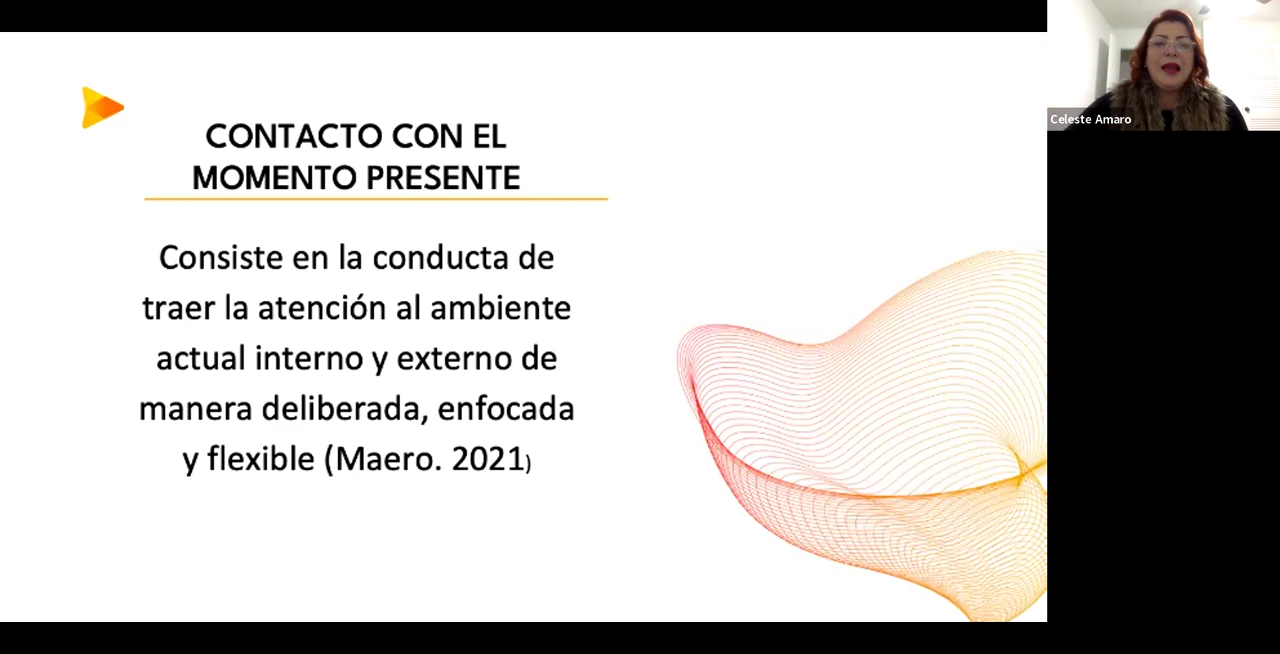 CONTACTO CON EL
MOMENTO PRESENTE
Consiste en la conducta de
traer la atención al ambiente
actual interno y externo de
manera deliberada, enfocada
y flexible (Maero. 2021)
Celeste Amaro